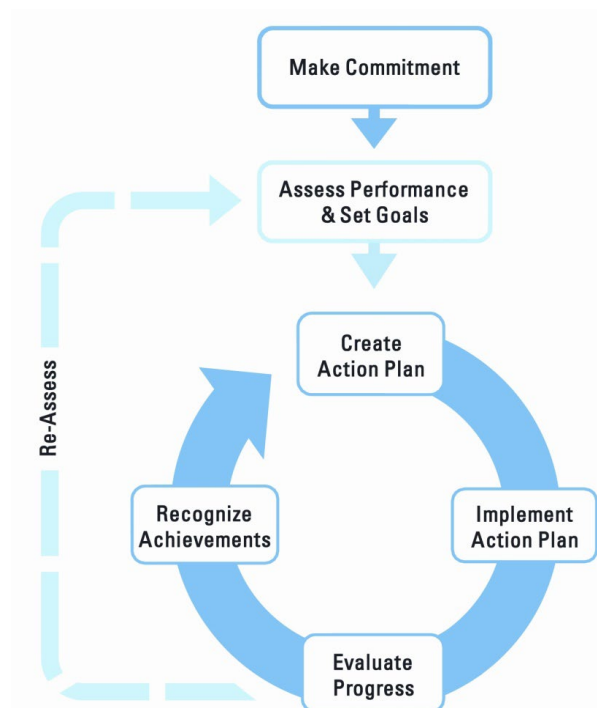 Make Commitment
Assess Performance
& Set Goals
Create
Action Plan
Re-Assess
Recognize
Achievements
Implement
Action Plan
Evaluate
Progress